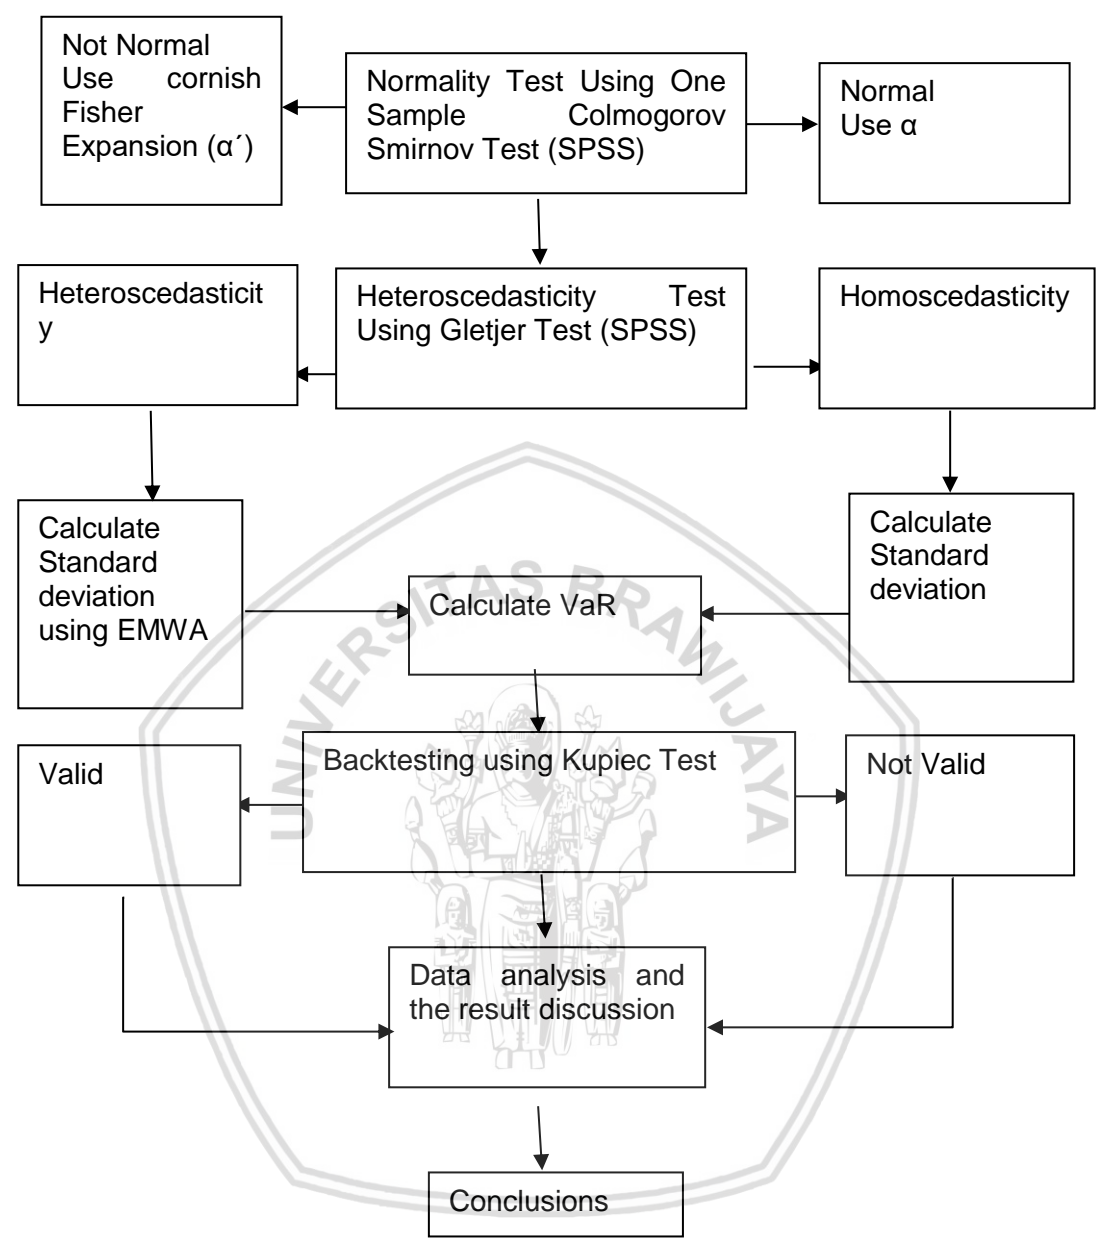 Not Normal
Use cornish
Fisher
Expansion (α´)
Normality Test Using One
Sample Colmogorov
Smirnov Test (SPSS)
Normal
Use α
Heteroscedasticit
y
Heteroscedasticity Test
Using Gletjer Test (SPSS)
Homoscedasticity
Calculate
Standard
deviation
using EMWA
Calculate VaR
Calculate
Standard
deviation
UNIVERSITAS BRAWIJAYA
Valid
Backtesting using Kupiec Test
Not Valid
Data analysis and
the result discussion
Conclusions